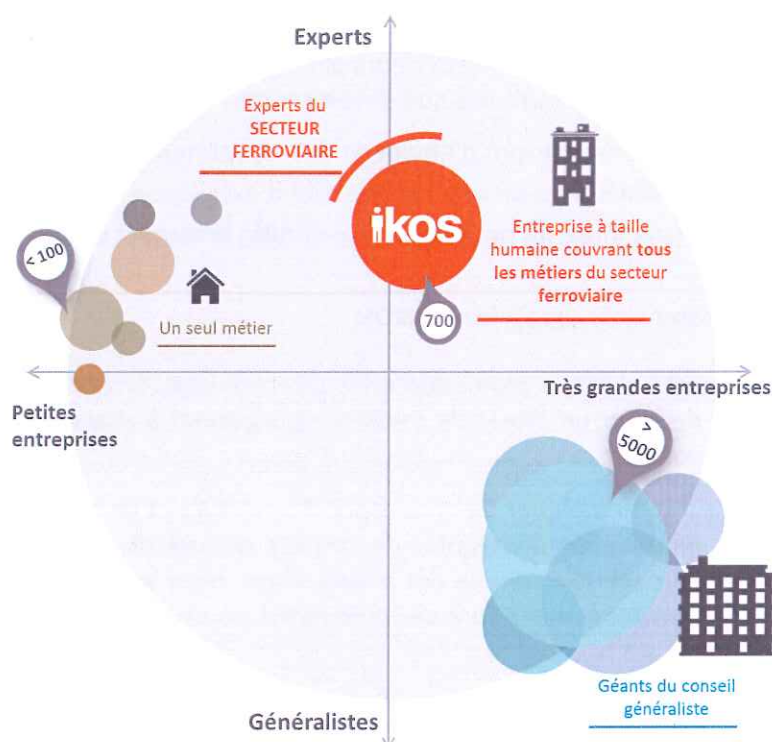 Experts
Experts du
SECTEUR
FERROVIAIRE
ikos
Entreprise à taille
humaine couvrant tous
les métiers du secteur
ferroviaire
< 100
Un seul métier
700
Petites
entreprises
Très grandes entreprises
>
5000
Géants du conseil
généraliste
Généralistes